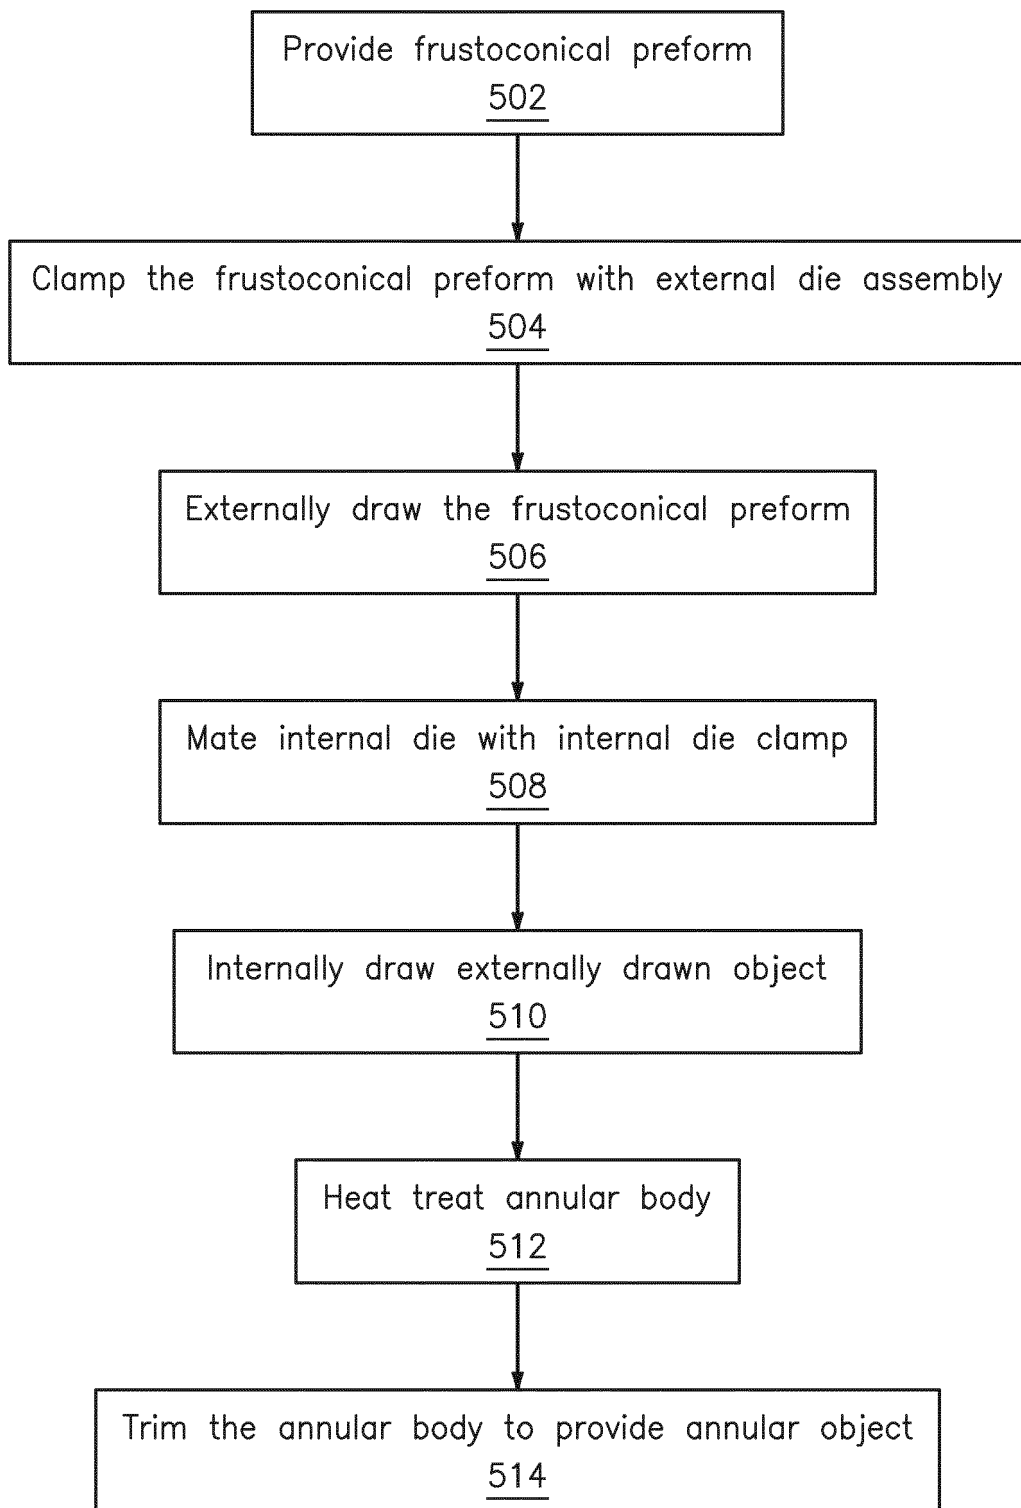 Provide frustoconical preform
502
Clamp the frustoconical preform with external die assembly
504
Externally draw the frustoconical preform
506
Mate internal die with internal die clamp
508
Internally draw externally drawn object
510
Heat treat annular body
512
Trim the annular body to provide annular object
514